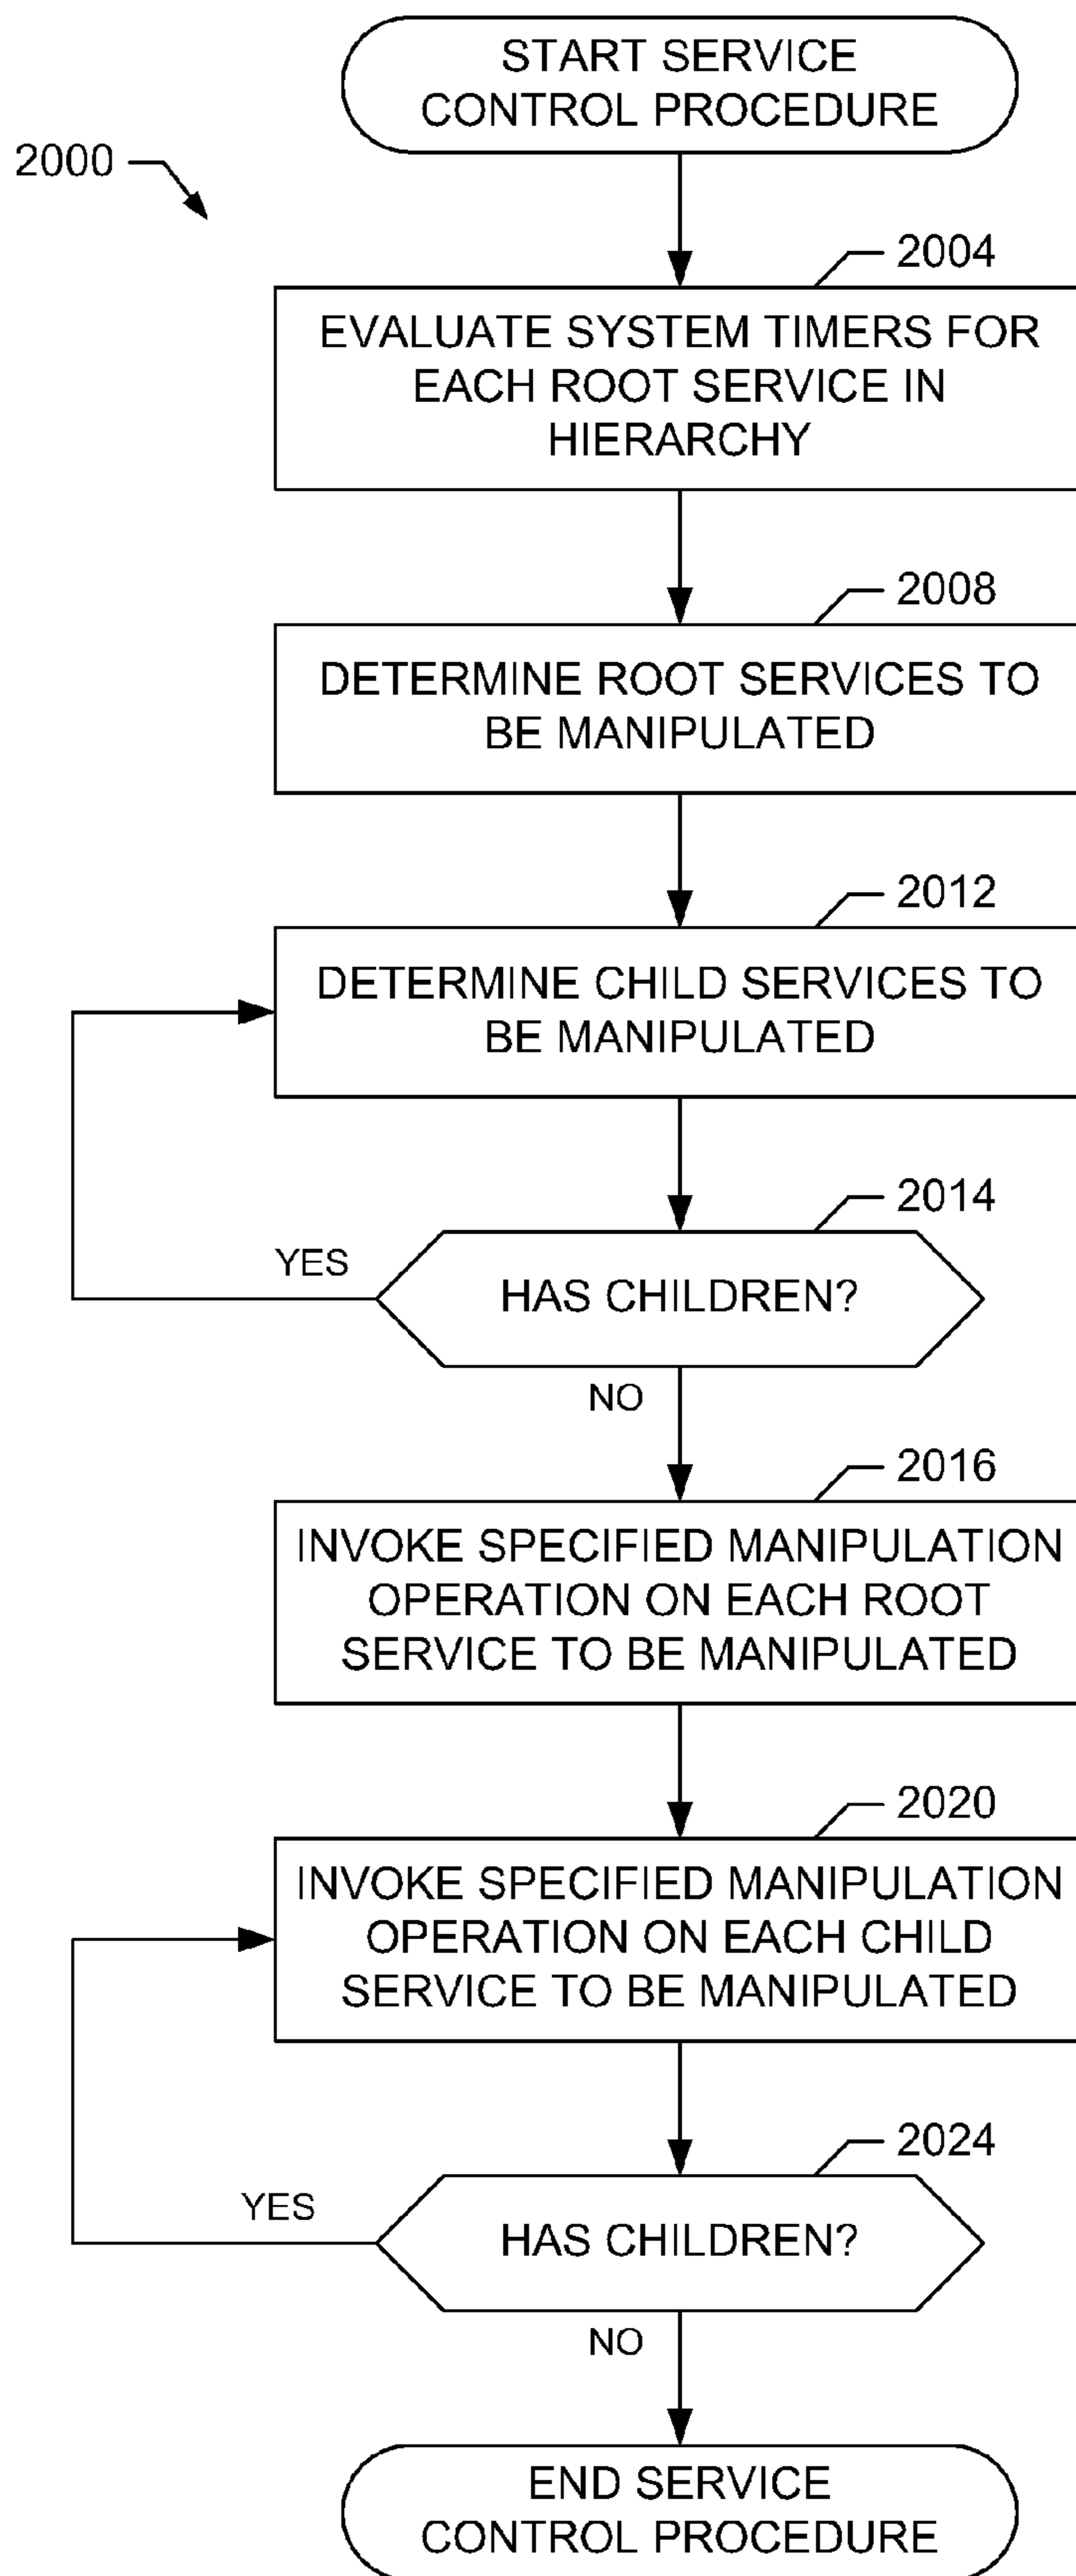 START SERVICE
CONTROL PROCEDURE
2000
2004
EVALUATE SYSTEM TIMERS FOR
EACH ROOT SERVICE IN
HIERARCHY
2008
DETERMINE ROOT SERVICES TO
BE MANIPULATED
2012
DETERMINE CHILD SERVICES TO
BE MANIPULATED
2014
YES
HAS CHILDREN?
NO
2016
INVOKE SPECIFIED MANIPULATION
OPERATION ON EACH ROOT
SERVICE TO BE MANIPULATED
2020
INVOKE SPECIFIED MANIPULATION
OPERATION ON EACH CHILD
SERVICE TO BE MANIPULATED
2024
YES
HAS CHILDREN?
NO
END SERVICE
CONTROL PROCEDURE